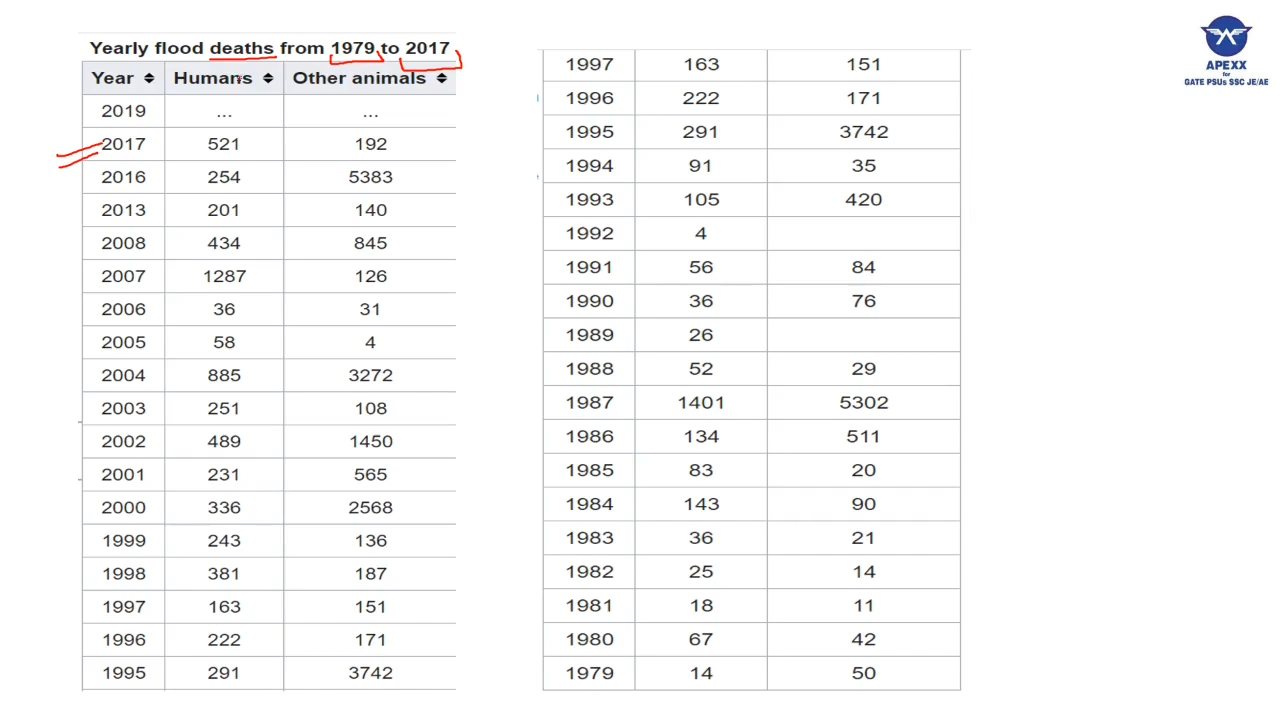 Yearly flood deaths from 1979 to 2017
Year Humans Other animals
2019 ... ...
2017 521 192
2016 254 5383
2013 201 140
2008 434 845
2007 1287 126
2006 36 31
2005 58 4
2004 885 3272
2003 251 108
2002 489 1450
2001 231 565
2000 336 2568
1999 243 136
1998 381 187
1997 163 151
1996 222 171
1995 291 3742
1997 163 151
1996 222 171
1995 291 3742
1994 91 35
1993 105 420
1992 4
1991 56 84
1990 36 76
1989 26
1988 52 29
1987 1401 5302
1986 134 511
1985 83 20
1984 143 90
1983 36 21
1982 25 14
1981 18 11
1980 67 42
1979 14 50
APEXX
for
GATE PSUs SSC JE/AE